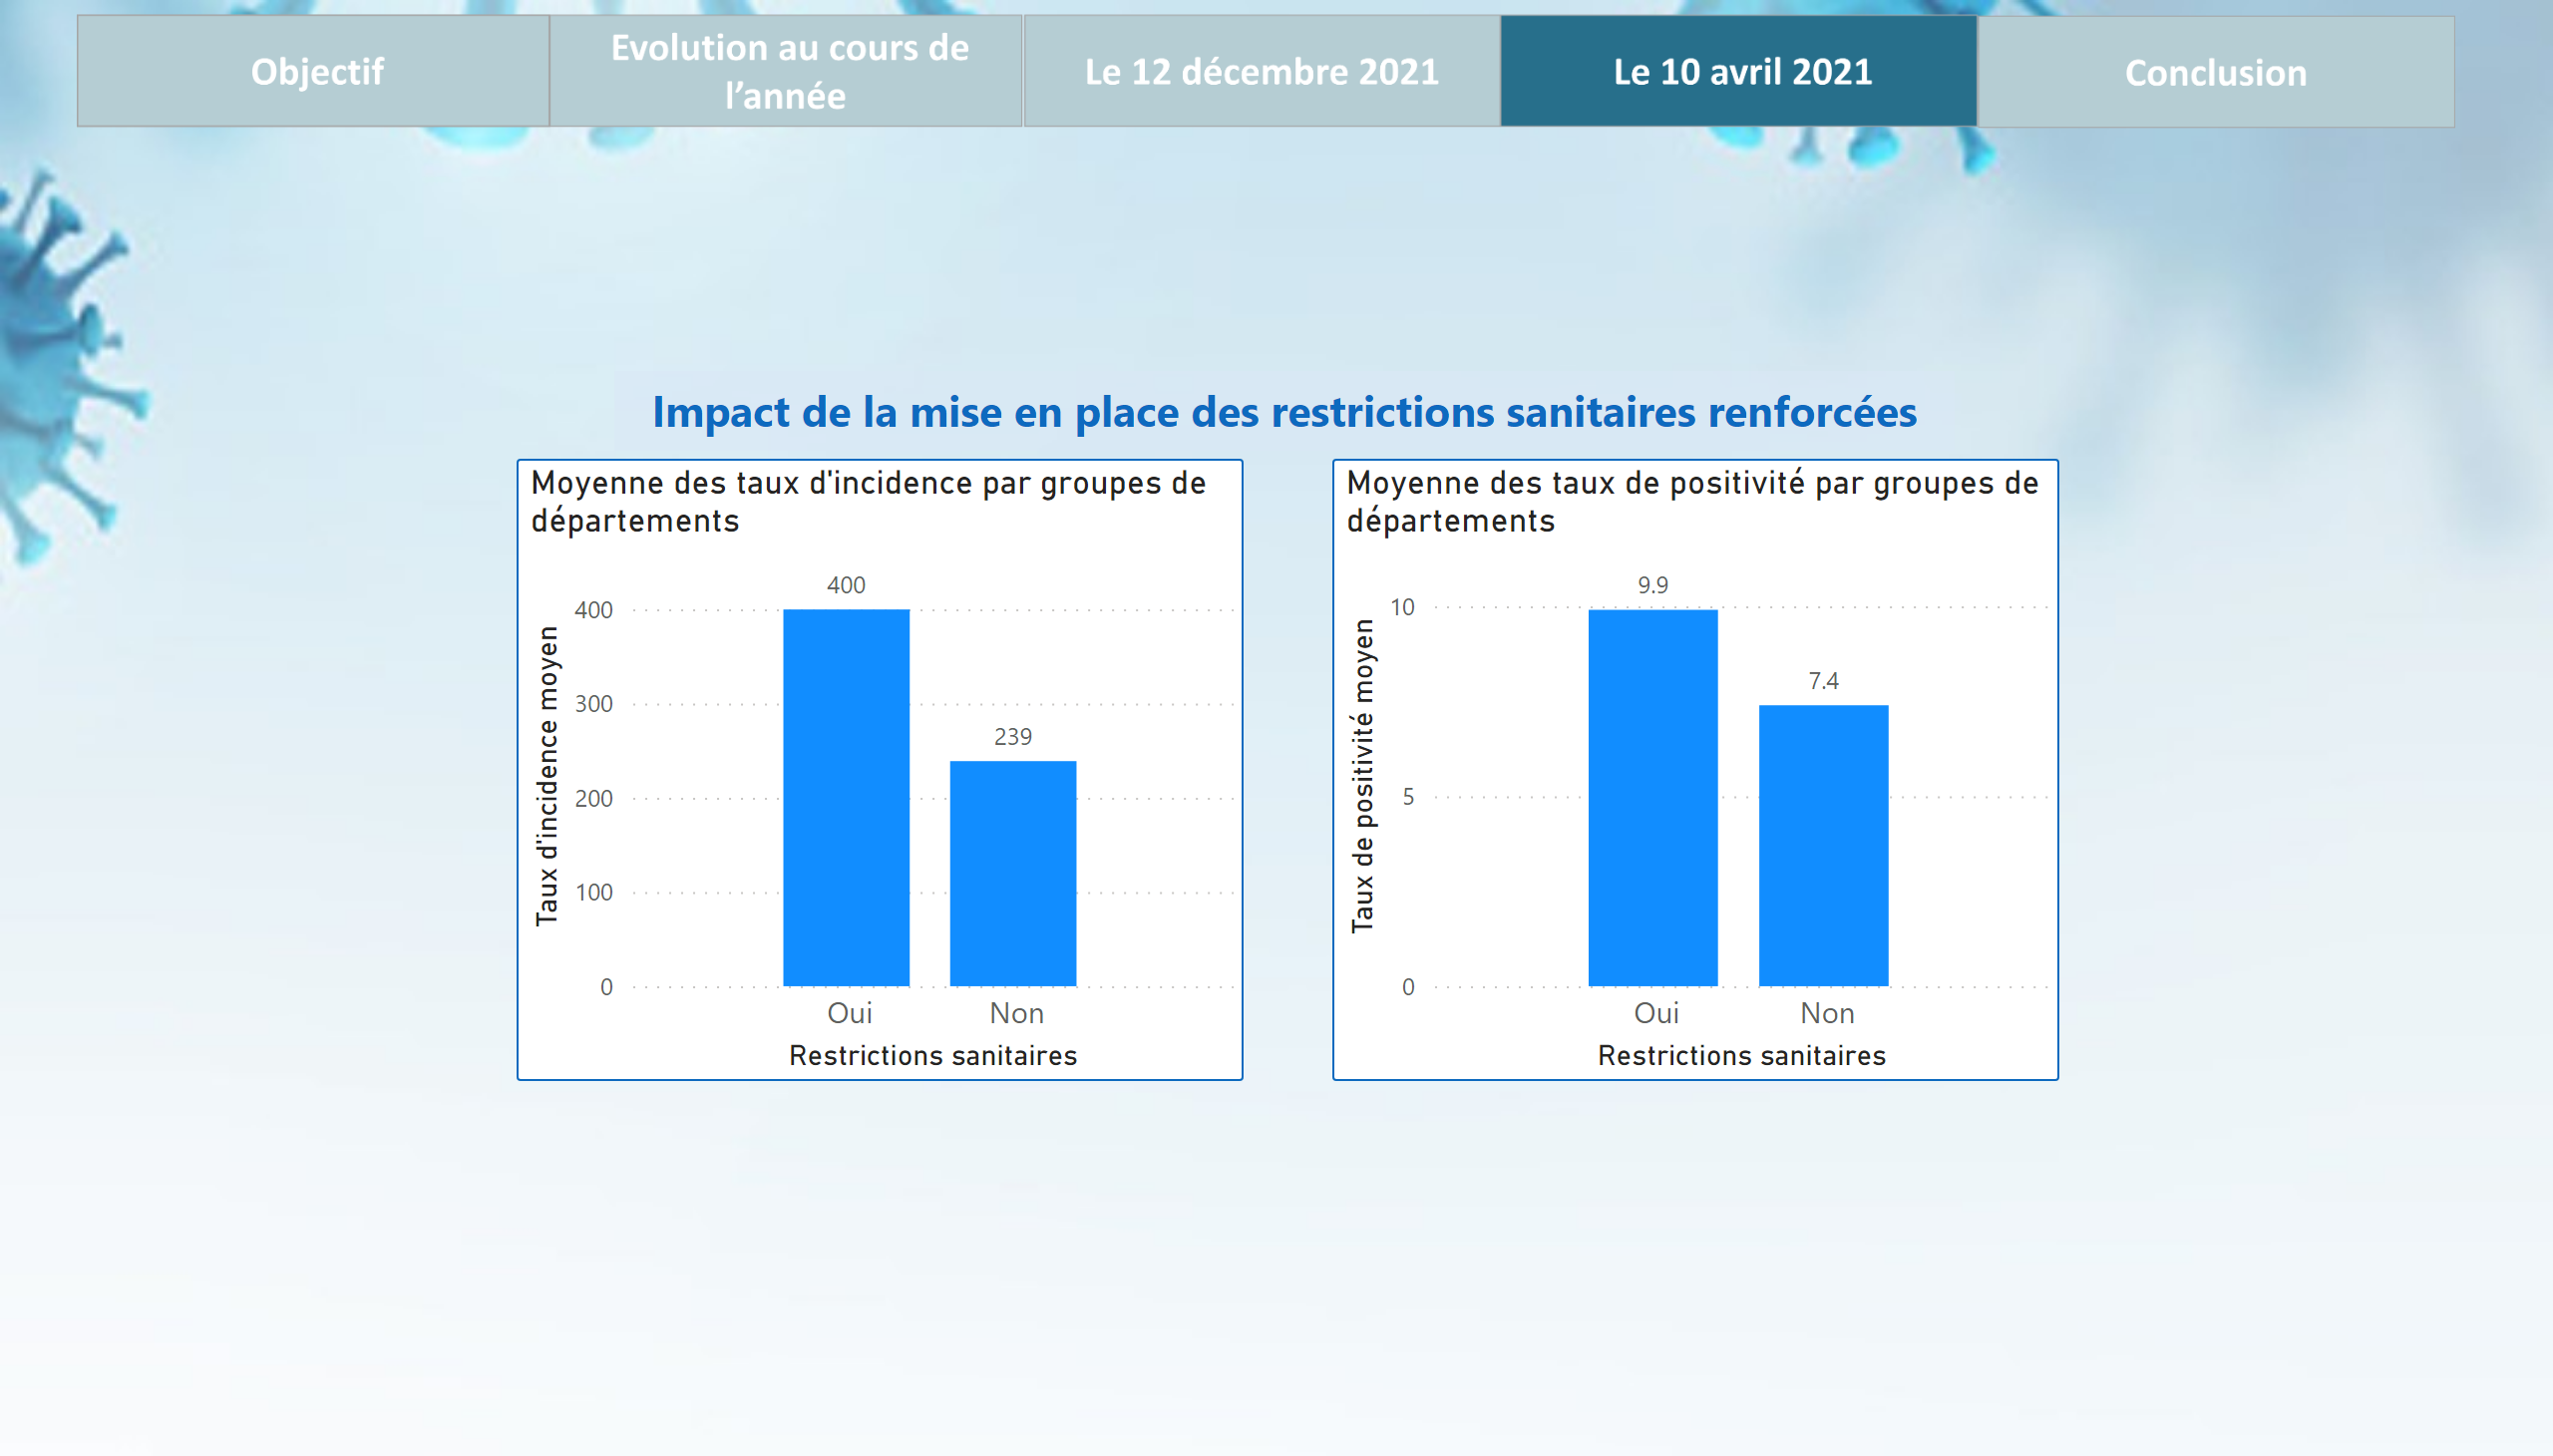 Objectif
Evolution au cours de
l’année
Le 12 décembre 2021
Le 10 avril 2021
Conclusion
Impact de la mise en place des restrictions sanitaires renforcées
Moyenne des taux d'incidence par groupes de
départements
Taux d'incidence moyen
400
300
200
100
0
400
239
Oui
Non
Restrictions sanitaires
Moyenne des taux de positivité par groupes de
départements
Taux de positivité moyen
10
5
0
9.9
7.4
Oui
Non
Restrictions sanitaires